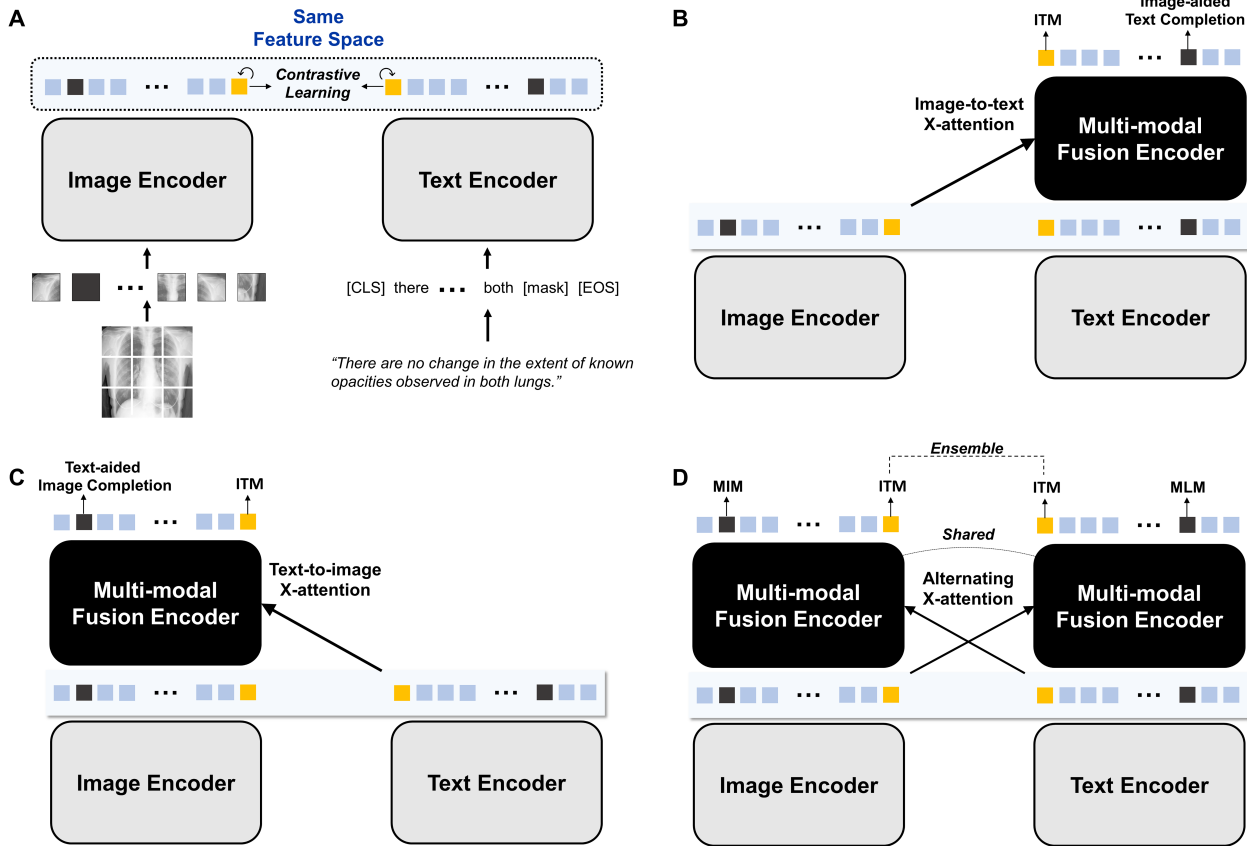 A
Same
Feature Space
Contrastive
Learning
Image Encoder
Text Encoder
[CLS] there ... both [mask] [EOS]
“There are no change in the extent of known
opacities observed in both lungs.”
B
ITM
Image-aided
Text Completion
Image-to-text
X-attention
Multi-modal
Fusion Encoder
Image Encoder
Text Encoder
C
Text-aided
Image Completion
ITM
Multi-modal
Fusion Encoder
Text-to-image
X-attention
Image Encoder
Text Encoder
D
Ensemble
MIM
ITM
ITM
MLM
Shared
Multi-modal
Fusion Encoder
Alternating
X-attention
Multi-modal
Fusion Encoder
Image Encoder
Text Encoder